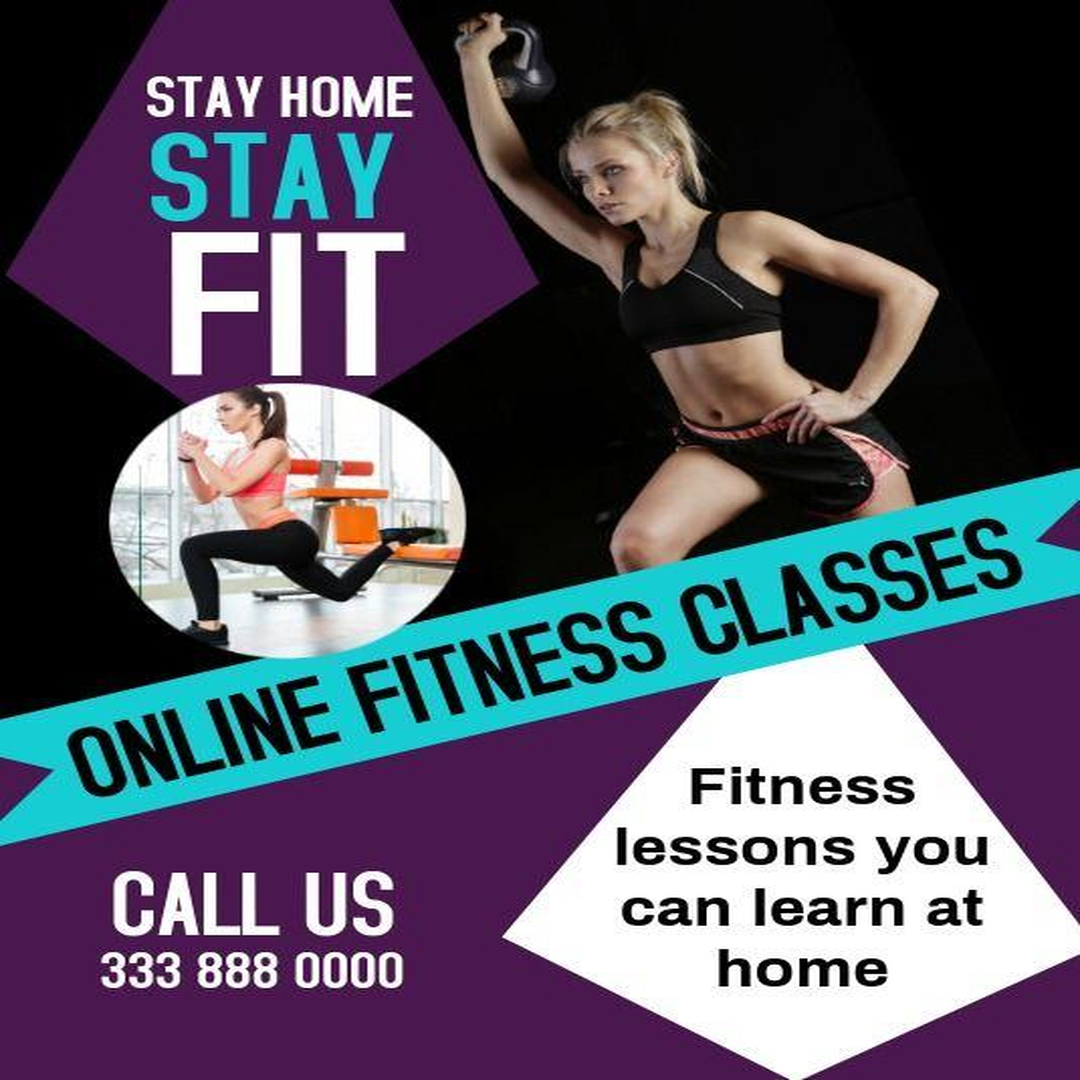 STAY HOME
STAY
FIT
ONLINE FITNESS CLASSES
Fitness
lessons you
can learn at
home
CALL US
333 888 0000